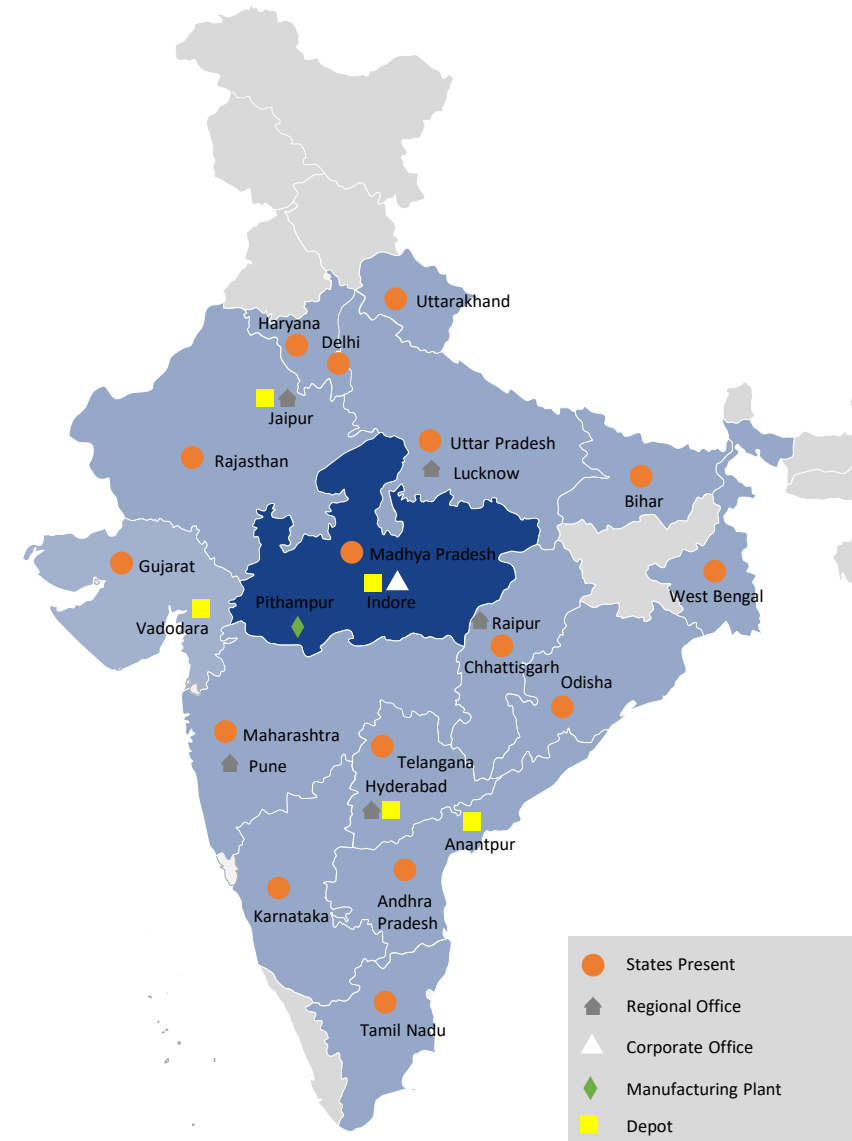 Uttarakhand
Haryana
Delhi
Jaipur
Uttar Pradesh
Rajasthan
Lucknow
Bihar
Madhya Pradesh
Gujarat
West Bengal
Pithampur
Indore
Vadodara
Raipur
Chhattisgarh
Odisha
Maharashtra
Telangana
Pune
Hyderabad
Anantpur
Andhra
Pradesh
Karnataka
Tamil Nadu
States Present
Regional Office
Corporate Office
Manufacturing Plant
Depot